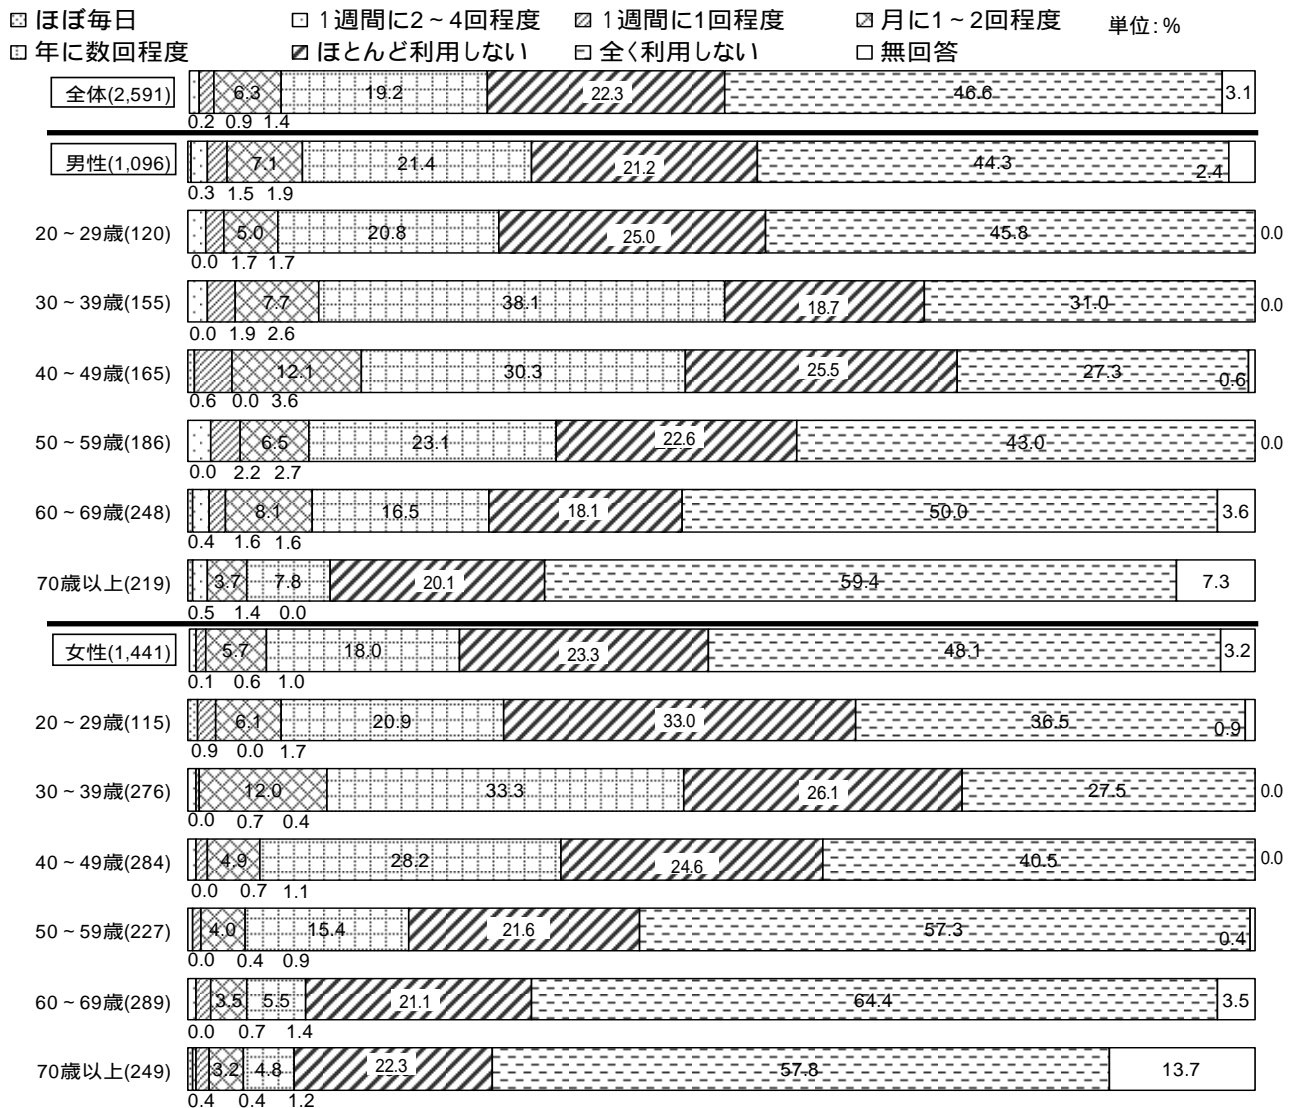 ほぼ毎日 1週間に2~4回程度 1週間に1回程度 月に1~2回程度 単位:%
年に数回程度 ほとんど利用しない 全く利用しない 無回答
全体(2,591) 6.3 19.2 22.3 46.6 3.1
0.2 0.9 1.4
男性(1,096) 7.1 21.4 21.2 44.3 2.4
0.3 1.5 1.9
20~29歳(120) 5.0 20.8 25.0 45.8 0.0
0.0 1.7 1.7
30~39歳(155) 7.7 38.1 18.7 31.0 0.0
0.0 1.9 2.6
40~49歳(165) 12.1 30.3 25.5 27.3 0.6
0.6 0.0 3.6
50~59歳(186) 6.5 23.1 22.6 43.0 0.0
0.0 2.2 2.7
60~69歳(248) 8.1 16.5 18.1 50.0 3.6
0.4 1.6 1.6
70歳以上(219) 3.7 7.8 20.1 59.4 7.3
0.5 1.4 0.0
女性(1,441) 5.7 18.0 23.3 48.1 3.2
0.1 0.6 1.0
20~29歳(115) 6.1 20.9 33.0 36.5 0.9
0.9 0.0 1.7
30~39歳(276) 12.0 33.3 26.1 27.5 0.0
0.0 0.7 0.4
40~49歳(284) 4.9 28.2 24.6 40.5 0.0
0.0 0.7 1.1
50~59歳(227) 4.0 15.4 21.6 57.3 0.4
0.0 0.4 0.9
60~69歳(289) 3.5 5.5 21.1 64.4 3.5
0.0 0.7 1.4
70歳以上(249) 3.2 4.8 22.3 57.8 13.7
0.4 0.4 1.2